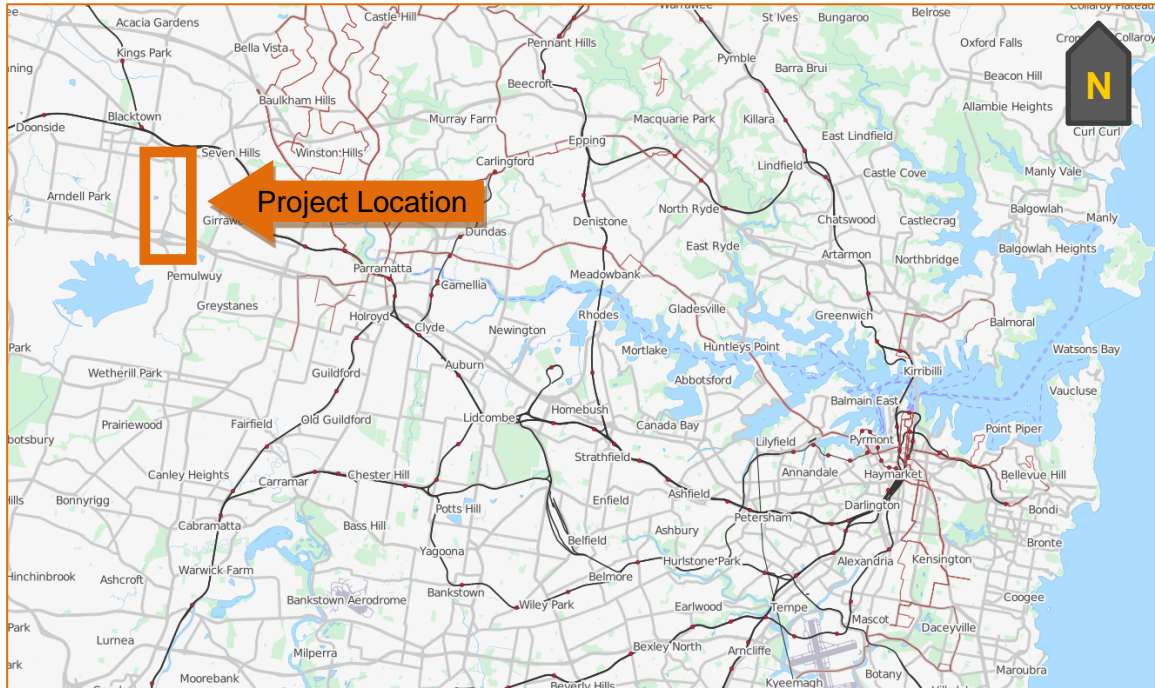 Acacia Gardens
Castle Hill
Warrawee
St Ives
Bungaroo
Belrose
Collaroy Plateau
Kings Park
Bella Vista
Pennant Hills
Pymble
Barra Brui
Oxford Falls
Collaroy
N
Beecroft
Beacon Hill
Baulkham Hills
Blacktown
Doonside
Murray Farm
Macquarie Park
Killara
East Lindfield
Allambie Heights
Curl Curl
Epping
Seven Hills
Winston Hills
Carlingford
Lindfield
Castle Cove
Manly Vale
Arndell Park
Project Location
North Ryde
Denistone
Chatswood
Castlecrag
Balgowlah
Manly
Dundas
East Ryde
Artarmon
Northbridge
Balgowlah Heights
Pemulwuy
Parramatta
Meadowbank
Camellia
Greystanes
Holroyd
Clyde
Newington
Rhodes
Gladesville
Greenwich
Balmoral
Park
Mortlake
Huntleys Point
Watsons Bay
Wetherill Park
Guildford
Auburn
Abbotsford
Kirribilli
Vaucluse
Prairiewood
Fairfield
Old Guildford
Lidcombe
Homebush
Canada Bay
Balmain East
Point Piper
Lilyfield
Pyrmont
Strathfield
Annandale
Haymarket
Bellevue Hill
Canley Heights
Carramar
Chester Hill
Bonnyrigg
Potts Hill
Enfield
Ashfield
Darlington
Bondi
Cabramatta
Bass Hill
Petersham
Ashbury
Bronte
Belfield
Yagoona
Hurlstone Park
Alexandria
Kensington
Hinchinbrook
Ashcroft
Warwick Farm
Bankstown
Belmore
Coogee
Bankstown Aerodrome
Wiley Park
Earlwood
Tempe
Mascot
Daceyville
Lurnea
Milperra
Bexley North
Arncliffe
Maroubra
Park
Moorebank
Beverly Hills
Kyeemagh
Botany